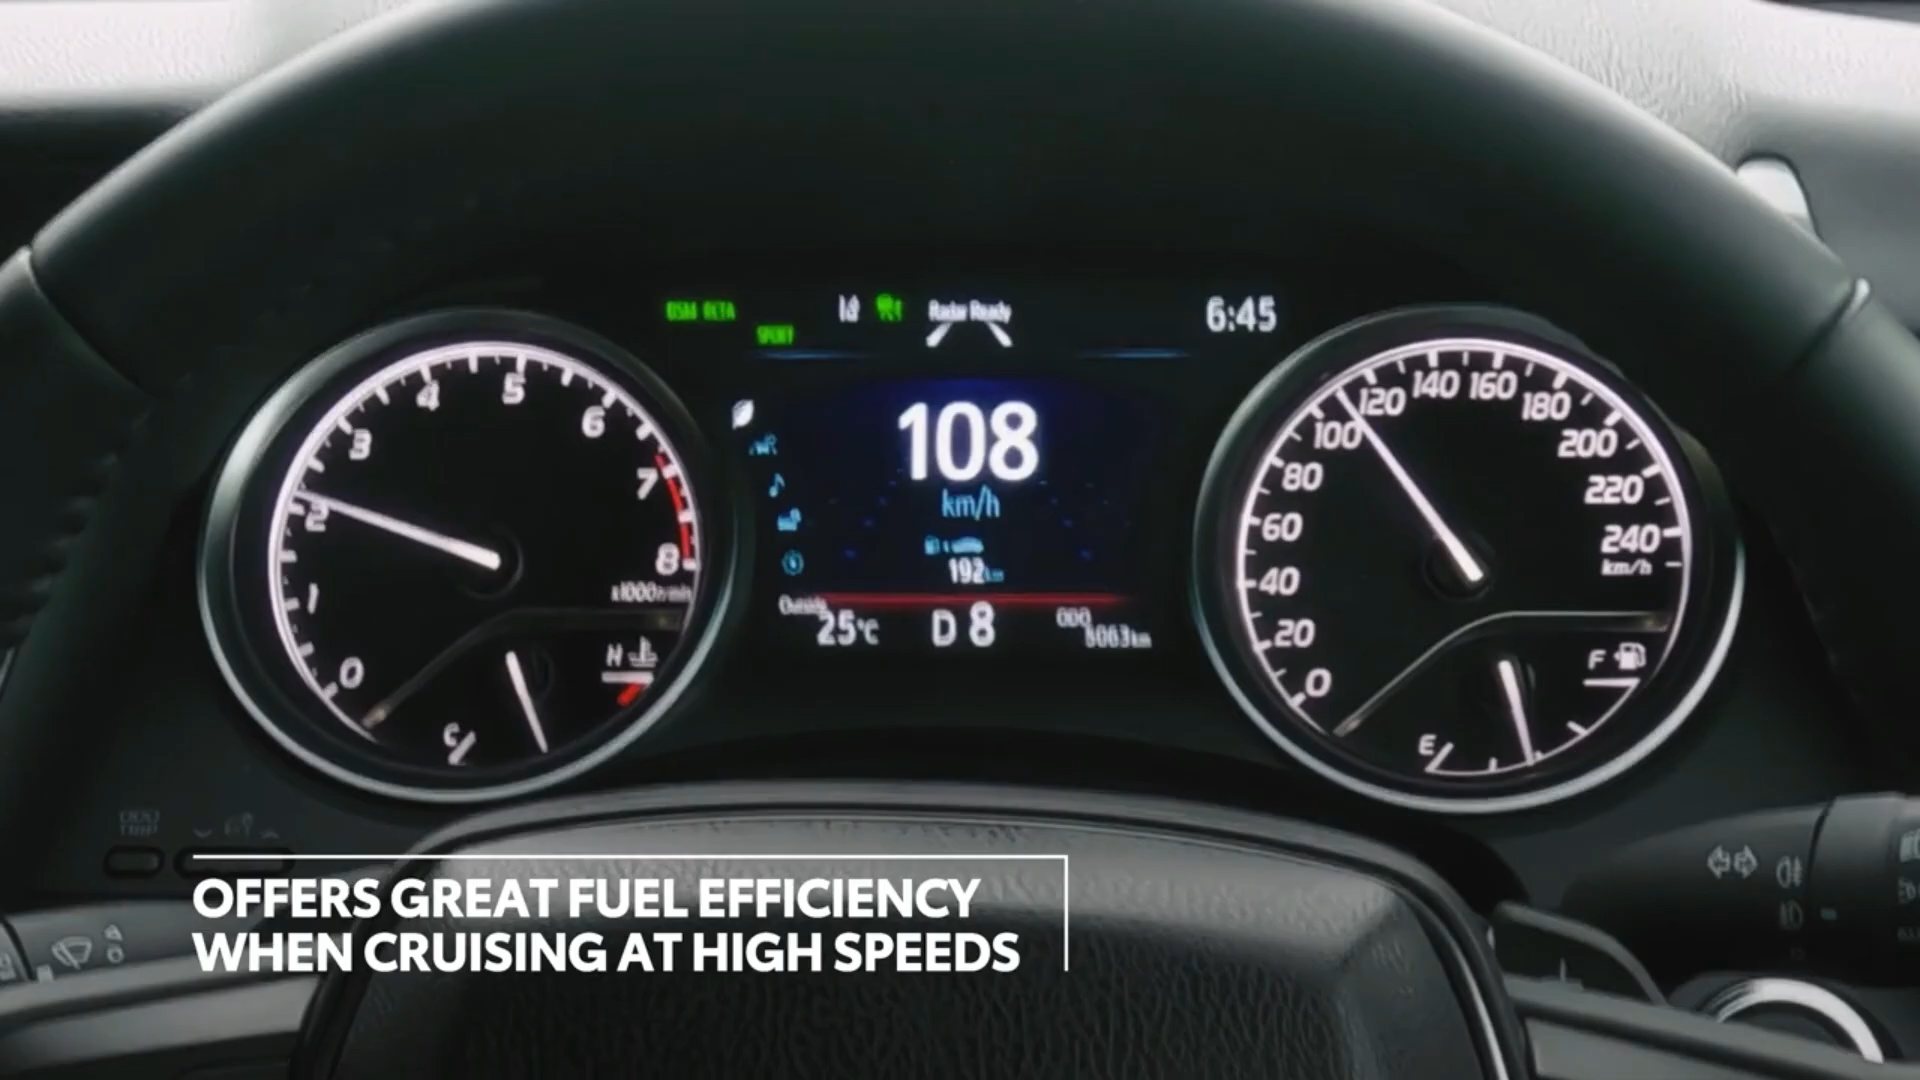 BSM RCTA
SPORT
Radar Ready
6:45
0
1
2
3
4
5
6
7
8
x1000r/min
H
C
108
km/h
192km
Outside
25°C
D 8
ODO
0
20
40
60
80
100
120
140
160
180
200
220
240
km/h
F
E
OFFERS GREAT FUEL EFFICIENCY
WHEN CRUISING AT HIGH SPEEDS